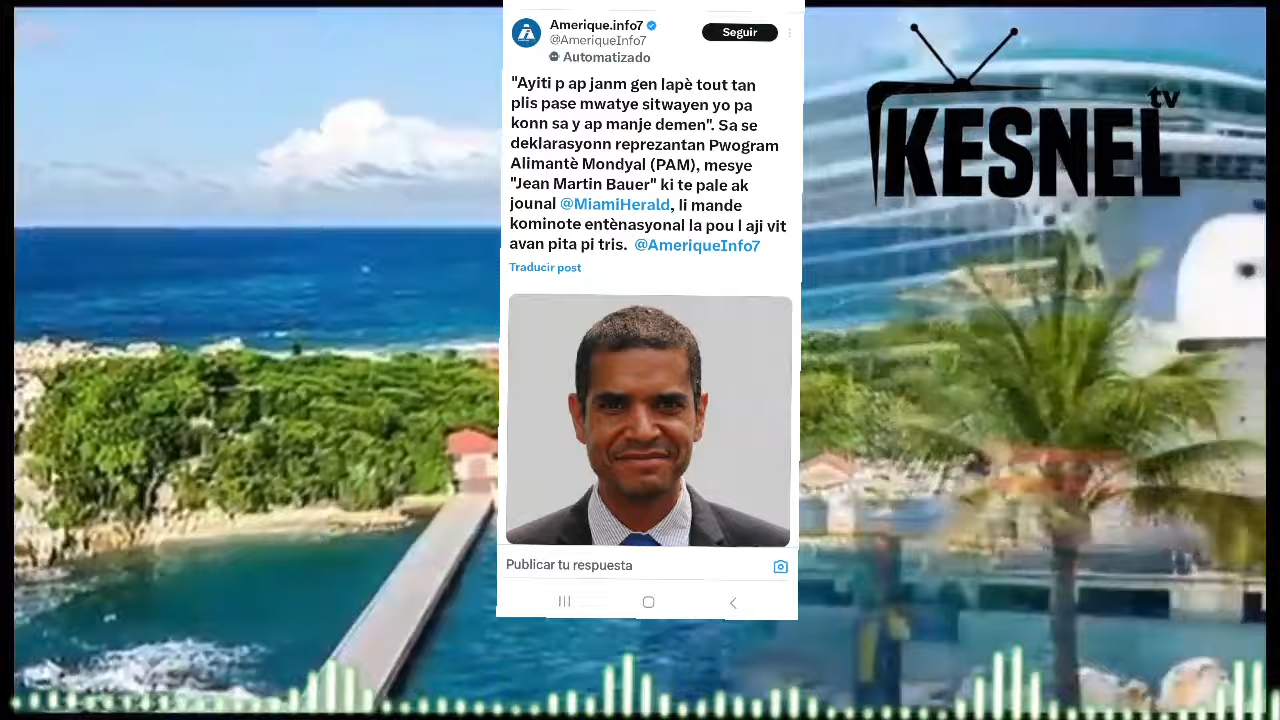 Amerique.info7
@AmeriqueInfo7
Seguir
Automatizado
"Ayiti p ap janm gen lapè tout tan
plis pase mwatye sitwayen yo pa
konn sa y ap manje demen". Sa se
deklarasyonn reprezantan Pwogram
Alimantè Mondyal (PAM), mesye
"Jean Martin Bauer" ki te pale ak
jounal @MiamiHerald, li mande
kominote entènasyonal la pou l aji vit
avan pita pi tris. @AmeriqueInfo7
Traducir post
Publicar tu respuesta
KESNEL tv